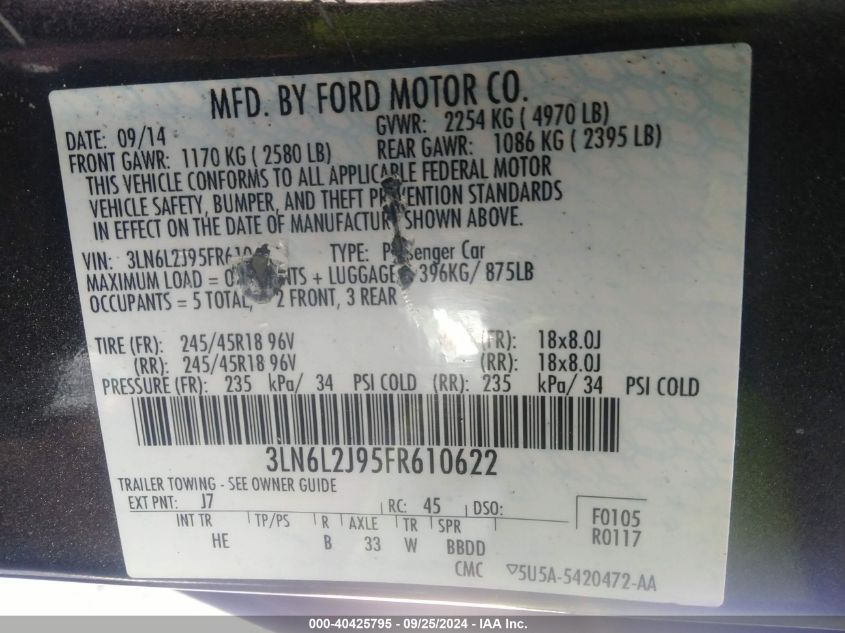 MFD. BY FORD MOTOR CO.
DATE: 09/14 GVWR: 2254 KG ( 4970 LB)
FRONT GAWR: 1170 KG ( 2580 LB) REAR GAWR: 1086 KG ( 2395 LB)
THIS VEHICLE CONFORMS TO ALL APPLICABLE FEDERAL MOTOR
VEHICLE SAFETY, BUMPER, AND THEFT PREVENTION STANDARDS
IN EFFECT ON THE DATE OF MANUFACTURE SHOWN ABOVE.
VIN: TYPE: Passenger Car
MAXIMUM LOAD = + LUGGAGE 396KG/ 875LB
OCCUPANTS = 5 TOTAL, 2 FRONT, 3 REAR
TIRE (FR): 245/45R18 96V (FR): 18x8.0J
(RR): 245/45R18 96V (RR): 18x8.0J
PRESSURE (FR): 235 kPa/ 34 PSI COLD (RR): 235 kPa/ 34 PSI COLD
3LN6L2J95FR610622
TRAILER TOWING - SEE OWNER GUIDE
EXT PNT: J7 RC: 45 DSO:
INT TR TP/PS R AXLE TR SPR F0105
HE B 33 W BBDD R0117
CMC ▽5U5A-5420472-AA
000-40425795 - 09/25/2024 - IAA Inc.